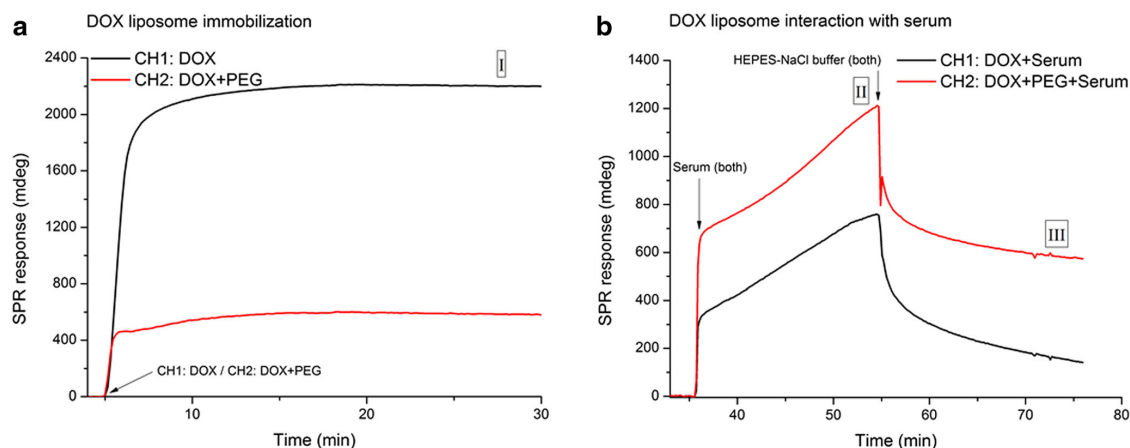 a
DOX liposome immobilization
2400
2000
1600
1200
800
400
0
SPR response (mdeg)
CH1: DOX
CH2: DOX+PEG
I
CH1: DOX / CH2: DOX+PEG
10
20
30
Time (min)
b
DOX liposome interaction with serum
1400
1200
1000
800
600
400
200
0
SPR response (mdeg)
HEPES-NaCl buffer (both)
CH1: DOX+Serum
CH2: DOX+PEG+Serum
II
Serum (both)
III
40
50
60
70
80
Time (min)